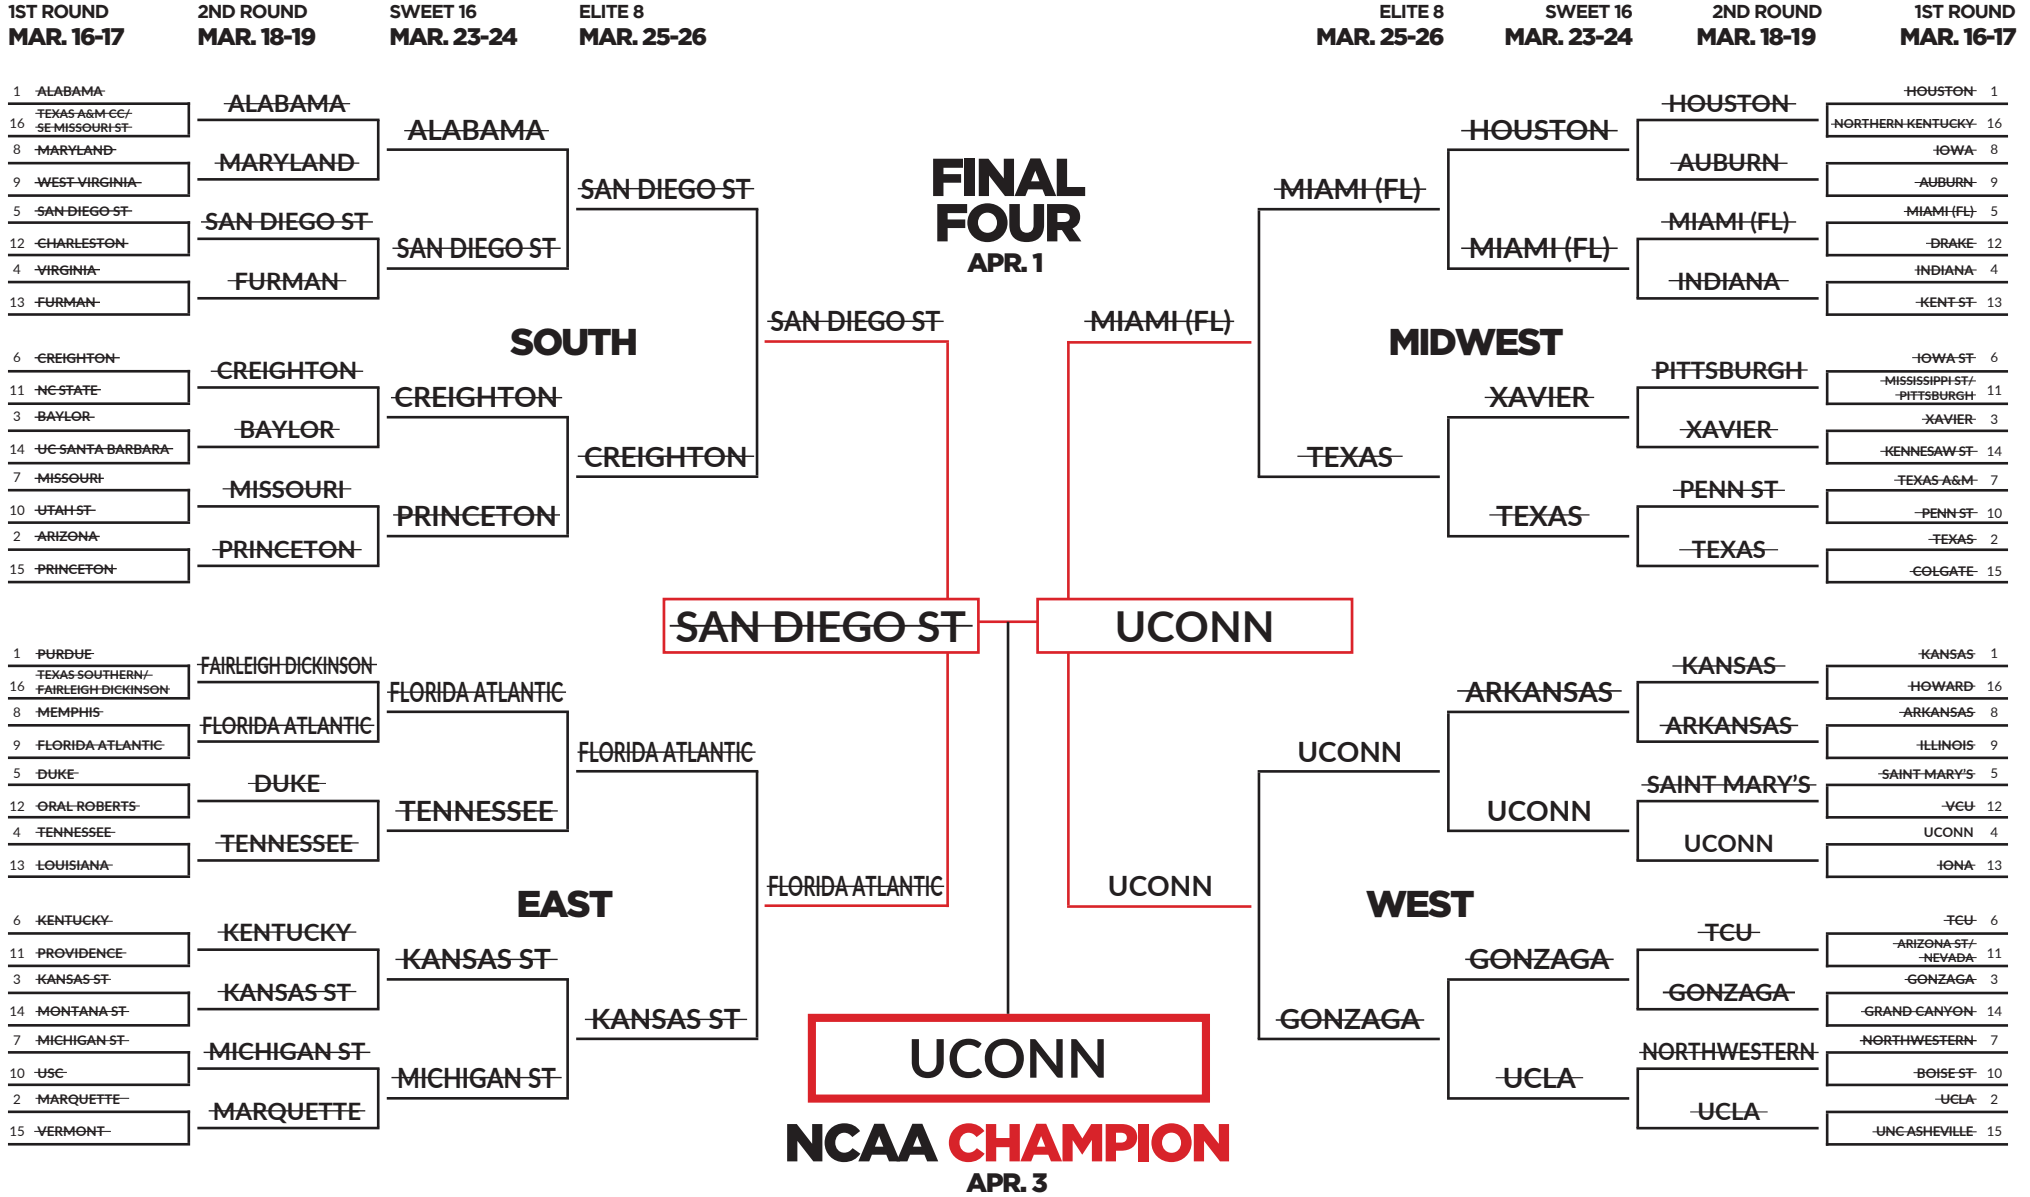 1ST ROUND
MAR. 16-17
2ND ROUND
MAR. 18-19
SWEET 16
MAR. 23-24
ELITE 8
MAR. 25-26
ELITE 8
MAR. 25-26
SWEET 16
MAR. 23-24
2ND ROUND
MAR. 18-19
1ST ROUND
MAR. 16-17
1 ALABAMA
16 TEXAS A&M CC/
SE MISSOURI ST
8 MARYLAND
9 WEST VIRGINIA
5 SAN DIEGO ST
12 CHARLESTON
4 VIRGINIA
13 FURMAN
6 CREIGHTON
11 NC STATE
3 BAYLOR
14 UC SANTA BARBARA
7 MISSOURI
10 UTAH ST
2 ARIZONA
15 PRINCETON
ALABAMA
MARYLAND
SAN DIEGO ST
FURMAN
CREIGHTON
BAYLOR
MISSOURI
PRINCETON
ALABAMA
SAN DIEGO ST
CREIGHTON
PRINCETON
SAN DIEGO ST
CREIGHTON
SOUTH
SAN DIEGO ST
1 PURDUE
16 TEXAS SOUTHERN/
FAIRLEIGH DICKINSON
8 MEMPHIS
9 FLORIDA ATLANTIC
5 DUKE
12 ORAL ROBERTS
4 TENNESSEE
13 LOUISIANA
6 KENTUCKY
11 PROVIDENCE
3 KANSAS ST
14 MONTANA ST
7 MICHIGAN ST
10 USC
2 MARQUETTE
15 VERMONT
FAIRLEIGH DICKINSON
FLORIDA ATLANTIC
DUKE
TENNESSEE
KENTUCKY
KANSAS ST
MICHIGAN ST
MARQUETTE
FLORIDA ATLANTIC
TENNESSEE
KANSAS ST
MICHIGAN ST
FLORIDA ATLANTIC
KANSAS ST
EAST
FLORIDA ATLANTIC
FINAL
FOUR
APR. 1
SAN DIEGO ST
UCONN
UCONN
NCAA CHAMPION
APR. 3
MIAMI (FL)
MIDWEST
MIAMI (FL)
TEXAS
HOUSTON
MIAMI (FL)
XAVIER
TEXAS
HOUSTON
AUBURN
MIAMI (FL)
INDIANA
PITTSBURGH
XAVIER
PENN ST
TEXAS
HOUSTON 1
NORTHERN KENTUCKY 16
IOWA 8
AUBURN 9
MIAMI (FL) 5
DRAKE 12
INDIANA 4
KENT ST 13
IOWA ST 6
MISSISSIPPI ST/
PITTSBURGH 11
XAVIER 3
KENNESAW ST 14
TEXAS A&M 7
PENN ST 10
TEXAS 2
COLGATE 15
UCONN
WEST
UCONN
GONZAGA
ARKANSAS
UCONN
GONZAGA
UCLA
KANSAS
ARKANSAS
SAINT MARY'S
UCONN
TCU
GONZAGA
NORTHWESTERN
UCLA
KANSAS 1
HOWARD 16
ARKANSAS 8
ILLINOIS 9
SAINT MARY'S 5
VCU 12
UCONN 4
IONA 13
TCU 6
ARIZONA ST/
NEVADA 11
GONZAGA 3
GRAND CANYON 14
NORTHWESTERN 7
BOISE ST 10
UCLA 2
UNC ASHEVILLE 15